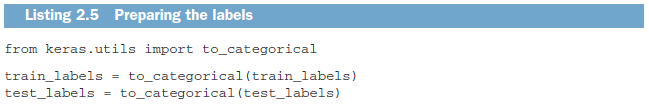 Listing 2.5 Preparing the labels
from keras.utils import to_categorical
train_labels = to_categorical(train_labels)
test_labels = to_categorical(test_labels)